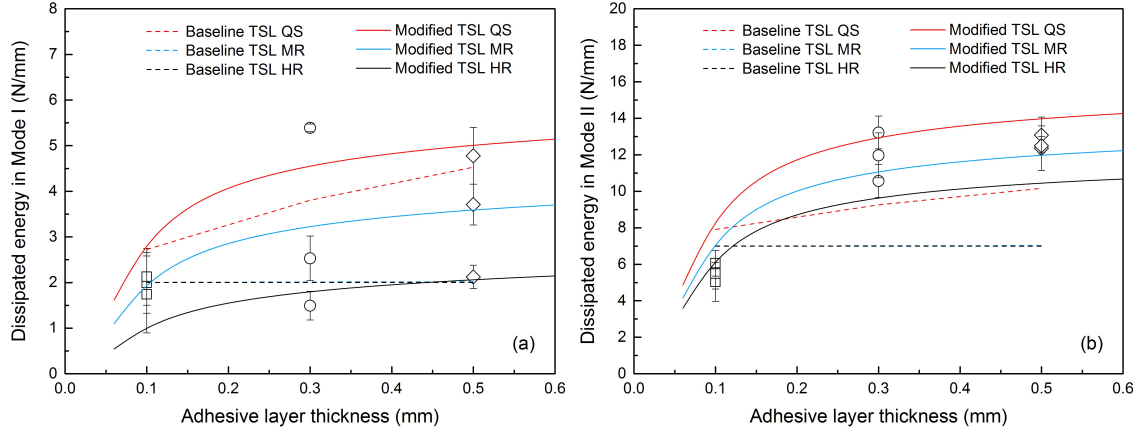 Baseline TSL QS Modified TSL QS
Baseline TSL MR Modified TSL MR
Baseline TSL HR Modified TSL HR
8
7
6
5
4
3
2
1
0
Dissipated energy in Mode I (N/mm)
(a)
0.0 0.1 0.2 0.3 0.4 0.5 0.6
Adhesive layer thickness (mm)
Baseline TSL QS Modified TSL QS
Baseline TSL MR Modified TSL MR
Baseline TSL HR Modified TSL HR
20
18
16
14
12
10
8
6
4
2
0
Dissipated energy in Mode II (N/mm)
(b)
0.0 0.1 0.2 0.3 0.4 0.5 0.6
Adhesive layer thickness (mm)